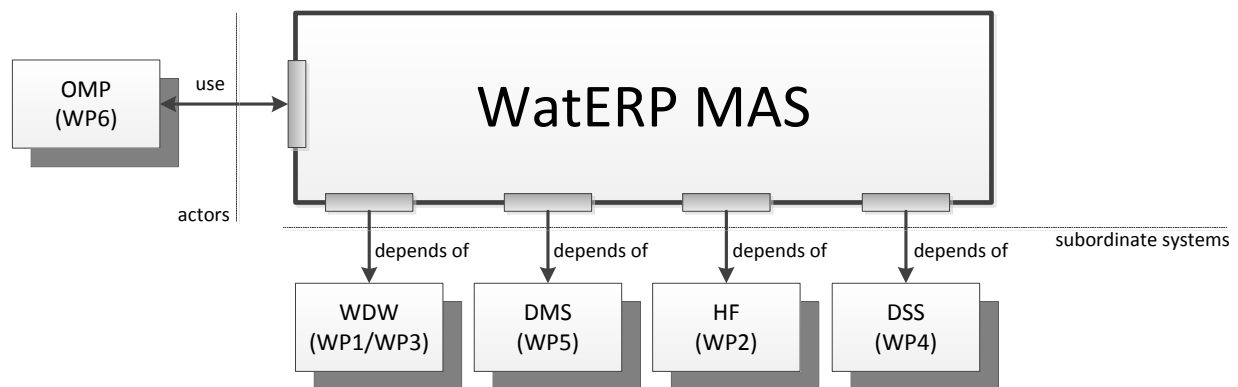 OMP
(WP6)
use
WatERP MAS
actors
subordinate systems
depends of
depends of
depends of
depends of
WDW
(WP1/WP3)
DMS
(WP5)
HF
(WP2)
DSS
(WP4)